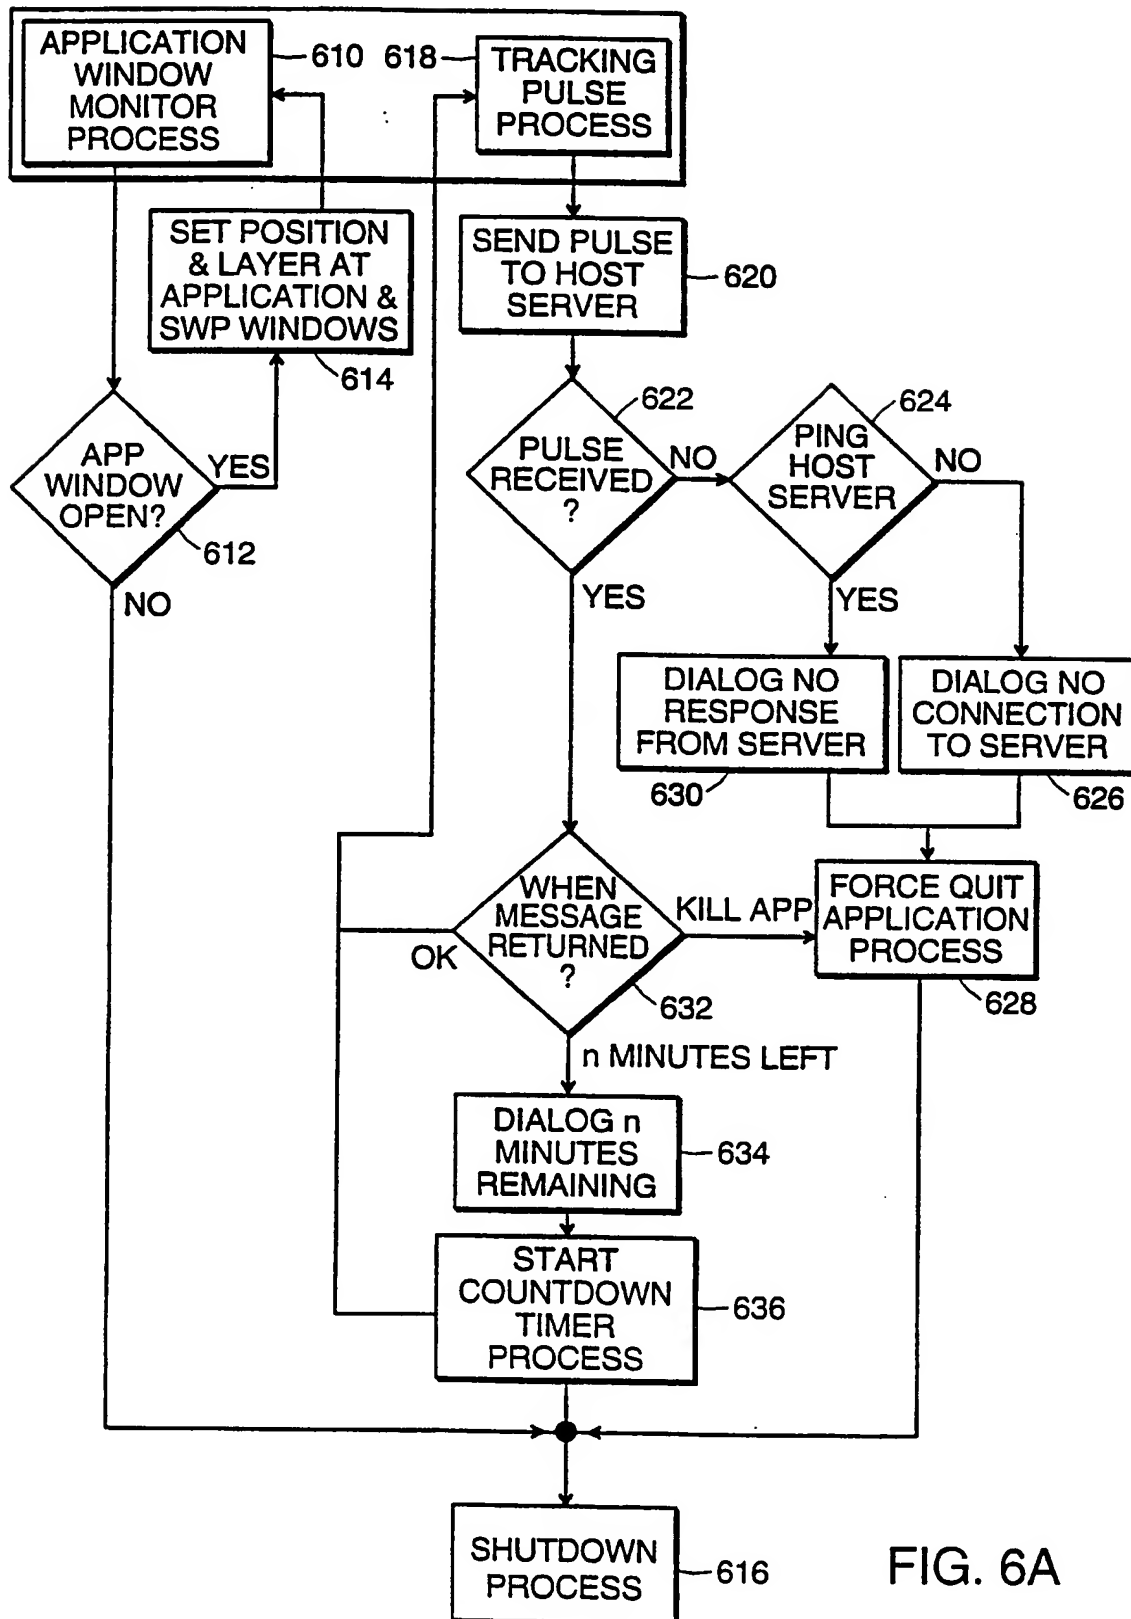 APPLICATION
WINDOW
MONITOR
PROCESS
610
618
TRACKING
PULSE
PROCESS
SET POSITION
& LAYER AT
APPLICATION &
SWP WINDOWS
614
SEND PULSE
TO HOST
SERVER
620
APP
WINDOW
OPEN?
YES
612
NO
PULSE
RECEIVED
?
622
NO
YES
PING
HOST
SERVER
624
NO
YES
DIALOG NO
RESPONSE
FROM SERVER
630
DIALOG NO
CONNECTION
TO SERVER
626
WHEN
MESSAGE
RETURNED
?
OK
KILL APP
632
FORCE QUIT
APPLICATION
PROCESS
628
n MINUTES LEFT
DIALOG n
MINUTES
REMAINING
634
START
COUNTDOWN
TIMER
PROCESS
636
SHUTDOWN
PROCESS
616
FIG. 6A